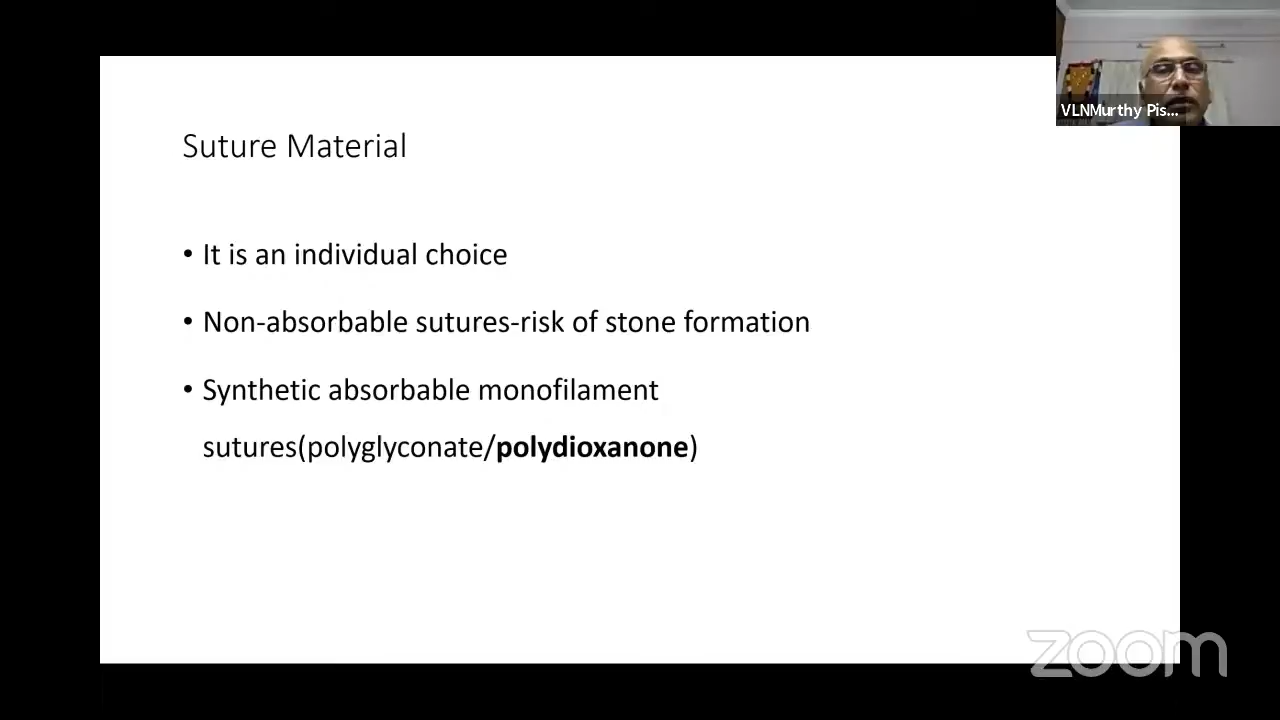 VLNMurthy Pis...
Suture Material
• It is an individual choice
• Non-absorbable sutures-risk of stone formation
• Synthetic absorbable monofilament
sutures(polyglyconate/polydioxanone)
zoom